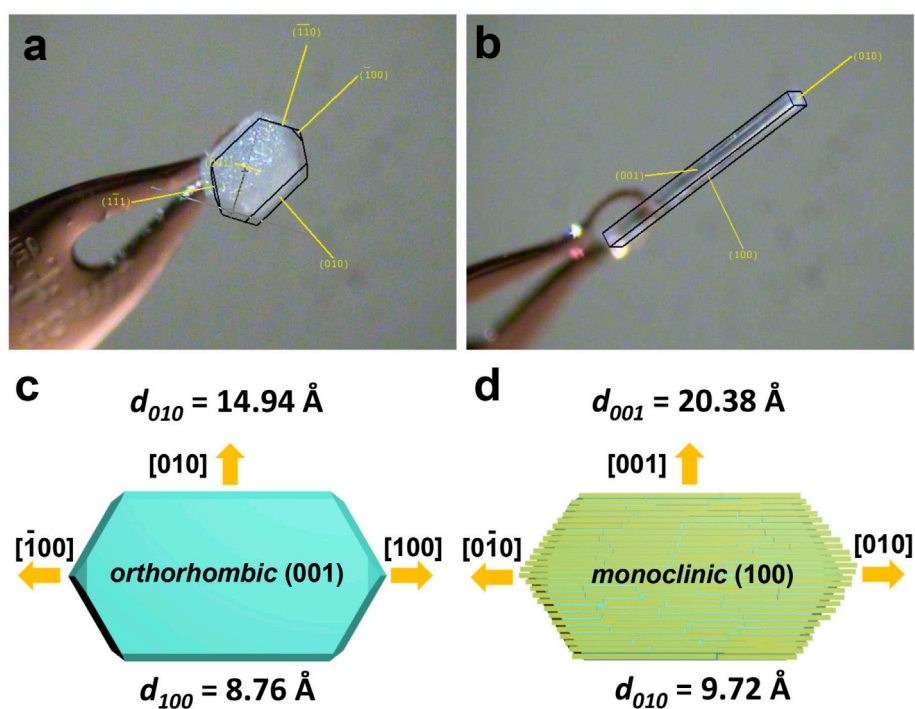 a
(1̅1̅0)
(1̅00)
(001)
(11̅1̅)
(010)
b
(010)
(001)
(100)
c
d010 = 14.94 Å
[010]
[1̅00]
[100]
orthorhombic (001)
d100 = 8.76 Å
d
d001 = 20.38 Å
[001]
[01̅0]
[010]
monoclinic (100)
d010 = 9.72 Å